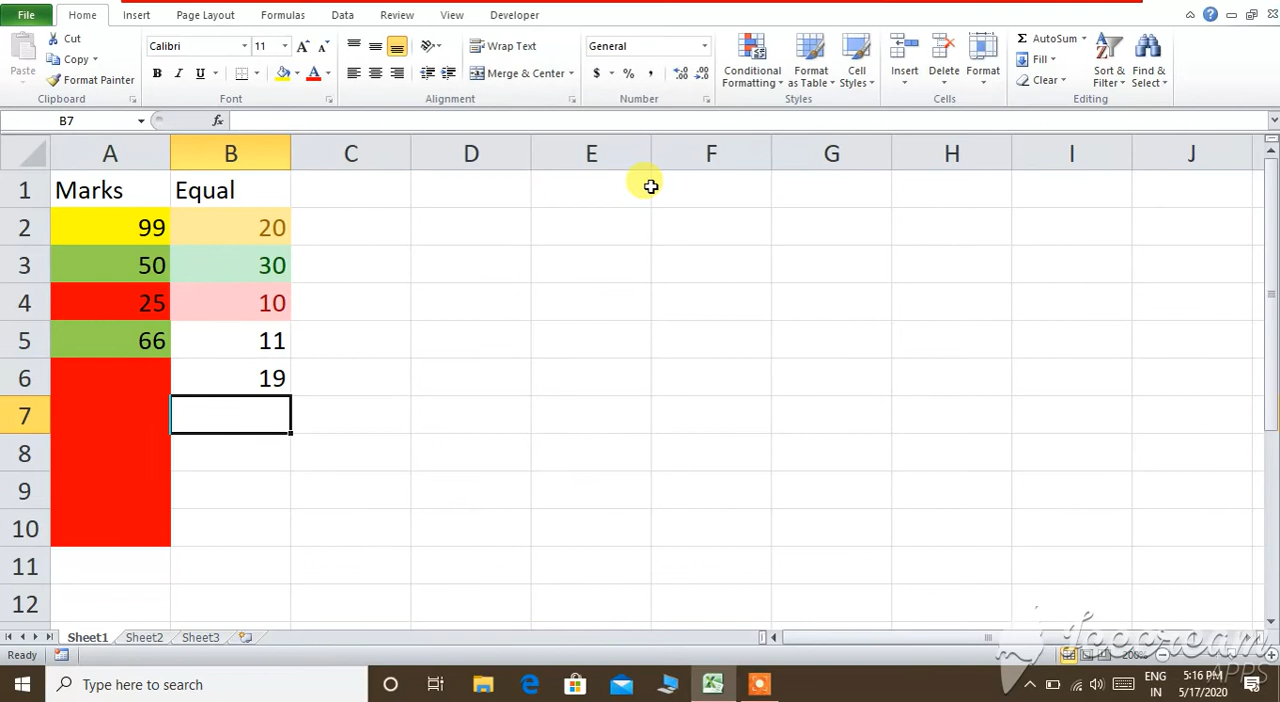 File Home Insert Page Layout Formulas Data Review View Developer
Cut
Copy
Format Painter
Paste
Calibri 11
B I U A
Wrap Text
Merge & Center
General
$ % ,
Conditional Formatting
Format as Table
Cell Styles
Insert
Delete
Format
Σ AutoSum
Fill
Clear
Sort & Filter
Find & Select
Clipboard Font Alignment Number Styles Cells Editing
B7 fx
A B C D E F G H I J
1 Marks Equal
2 99 20
3 50 30
4 25 10
5 66 11
6 19
7
8
9
10
11
12
Sheet1 Sheet2 Sheet3
Ready 200%
APPS
Type here to search
ENG
IN
5:16 PM
5/17/2020